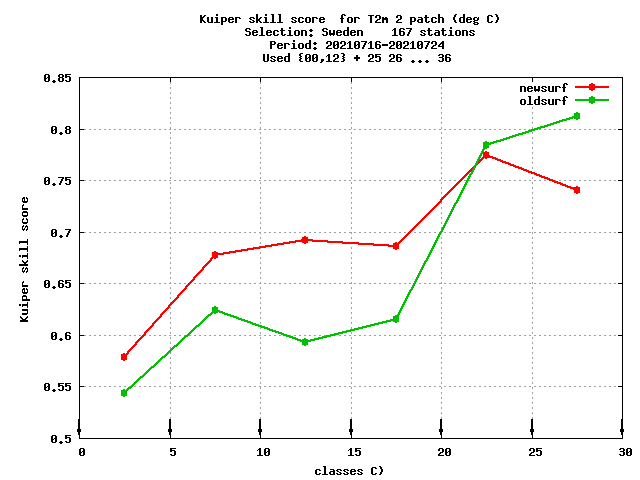 Kuiper skill score  for T2m 2 patch (deg C)
Selection: Sweden    167 stations
Period: 20210716-20210724
Used {00,12} + 25 26 ... 36
newsurf
oldsurf
0.85
0.8
0.75
0.7
0.65
0.6
0.55
0.5
Kuiper skill score
0 5 10 15 20 25 30
classes C)